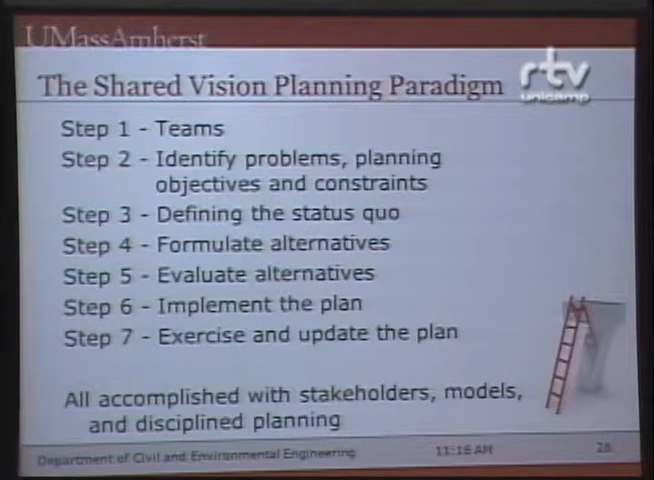 UMassAmherst
The Shared Vision Planning Paradigm
rtv
unicamp
Step 1 - Teams
Step 2 - Identify problems, planning
objectives and constraints
Step 3 - Defining the status quo
Step 4 - Formulate alternatives
Step 5 - Evaluate alternatives
Step 6 - Implement the plan
Step 7 - Exercise and update the plan
All accomplished with stakeholders, models,
and disciplined planning
Department of Civil and Environmental Engineering
11:16 AM
26